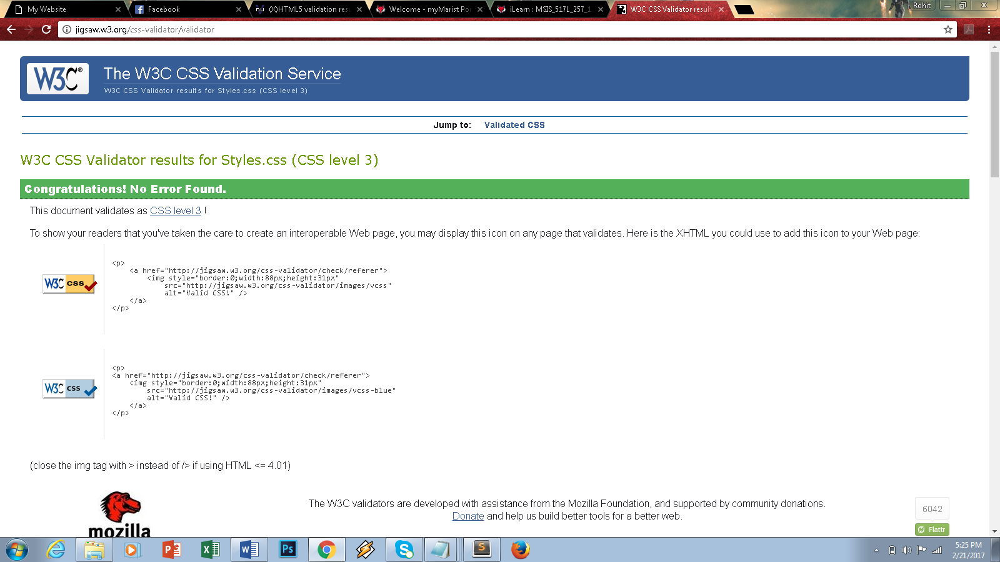 My Website
Facebook
(X)HTML5 validation resu
Welcome - myMarist Por
iLearn : MSIS_517L_257_1
W3C CSS Validator result
Rohit
jigsaw.w3.org/css-validator/validator
W3C®
The W3C CSS Validation Service
W3C CSS Validator results for Styles.css (CSS level 3)
Jump to: Validated CSS
W3C CSS Validator results for Styles.css (CSS level 3)
Congratulations! No Error Found.
This document validates as CSS level 3 !
To show your readers that you've taken the care to create an interoperable Web page, you may display this icon on any page that validates. Here is the XHTML you could use to add this icon to your Web page:
W3C css
<p>
    <a href="http://jigsaw.w3.org/css-validator/check/referer">
        <img style="border:0;width:88px;height:31px"
            src="http://jigsaw.w3.org/css-validator/images/vcss"
            alt="Valid CSS!" />
    </a>
</p>
W3C css
<p>
<a href="http://jigsaw.w3.org/css-validator/check/referer">
    <img style="border:0;width:88px;height:31px"
        src="http://jigsaw.w3.org/css-validator/images/vcss-blue"
        alt="Valid CSS!" />
    </a>
</p>
(close the img tag with > instead of /> if using HTML <= 4.01)
mozilla
The W3C validators are developed with assistance from the Mozilla Foundation, and supported by community donations.
Donate and help us build better tools for a better web.
6042
Flattr
Ps
5:25 PM
2/21/2017